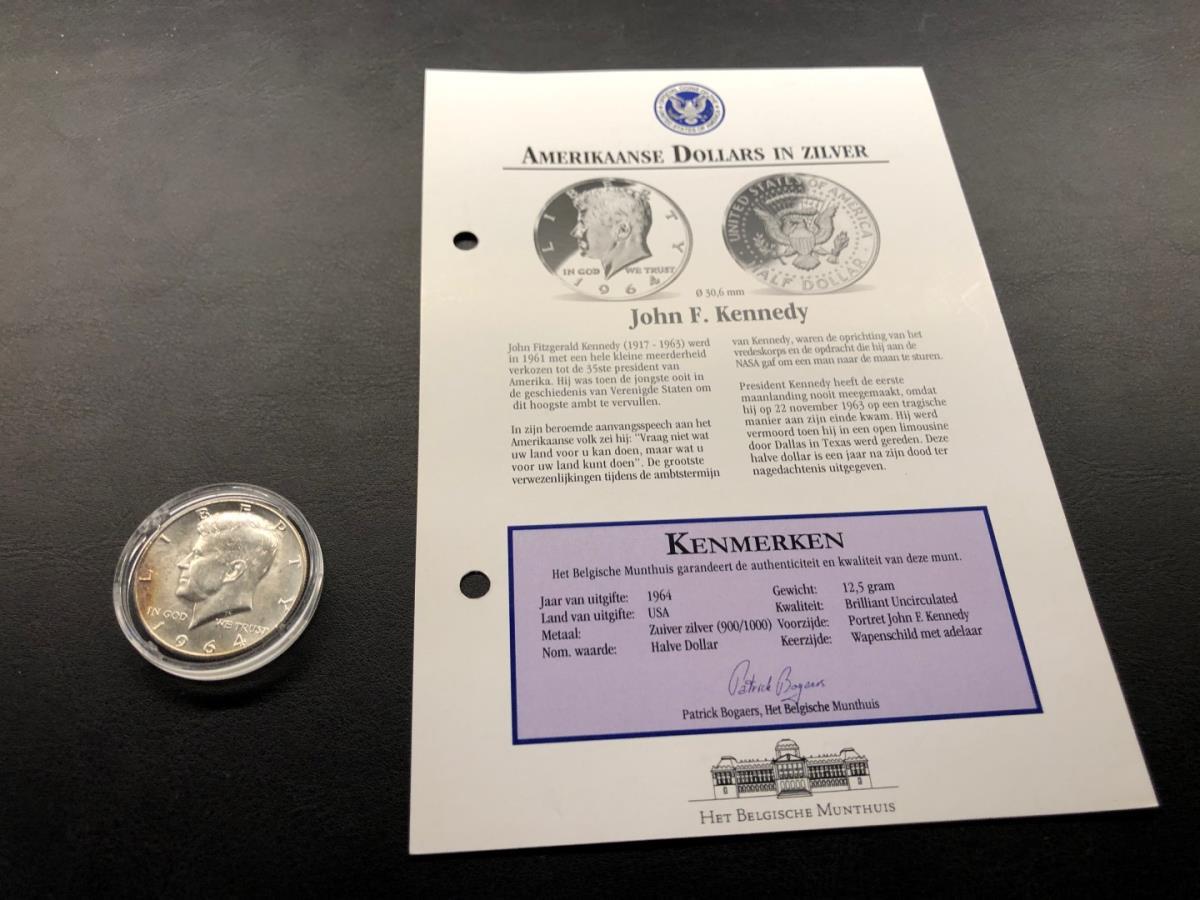 OFFICIAL COINS OF THE
UNITED STATES OF
AMERIKAANSE DOLLARS IN ZILVER
LIBERTY
IN GOD WE TRUST
1964
UNITED STATES OF AMERICA
HALF DOLLAR
Ø 30,6 mm
John F. Kennedy
John Fitzgerald Kennedy (1917 - 1963) werd
in 1961 met een hele kleine meerderheid
verkozen tot de 35ste president van
Amerika. Hij was toen de jongste ooit in
de geschiedenis van Verenigde Staten om
dit hoogste ambt te vervullen.
In zijn beroemde aanvangsspeech aan het
Amerikaanse volk zei hij: "Vraag niet wat
uw land voor u kan doen, maar wat u
voor uw land kunt doen". De grootste
verwezenlijkingen tijdens de ambtstermijn
van Kennedy, waren de oprichting van het
vredeskorps en de opdracht die hij aan de
NASA gaf om een man naar de maan te sturen.
President Kennedy heeft de eerste
maanlanding nooit meegemaakt, omdat
hij op 22 november 1963 op een tragische
manier aan zijn einde kwam. Hij werd
vermoord toen hij in een open limousine
door Dallas in Texas werd gereden. Deze
halve dollar is een jaar na zijn dood ter
nagedachtenis uitgegeven.
KENMERKEN
Het Belgische Munthuis garandeert de authenticiteit en kwaliteit van deze munt.
Jaar van uitgifte: 1964
Land van uitgifte: USA
Metaal: Zuiver zilver (900/1000)
Nom. waarde: Halve Dollar
Gewicht: 12,5 gram
Kwaliteit: Brilliant Uncirculated
Voorzijde: Portret John F. Kennedy
Keerzijde: Wapenschild met adelaar
Patrick Bogaers
Patrick Bogaers, Het Belgische Munthuis
HET BELGISCHE MUNTHUIS
LIBERTY
IN GOD WE TRUST
1964